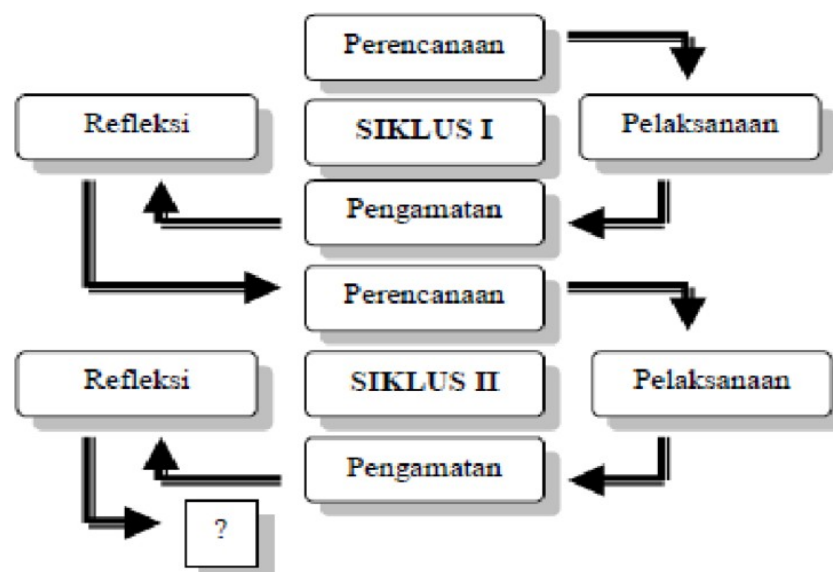 Perencanaan
Refleksi
SIKLUS I
Pelaksanaan
Pengamatan
Perencanaan
Refleksi
SIKLUS II
Pelaksanaan
Pengamatan
?